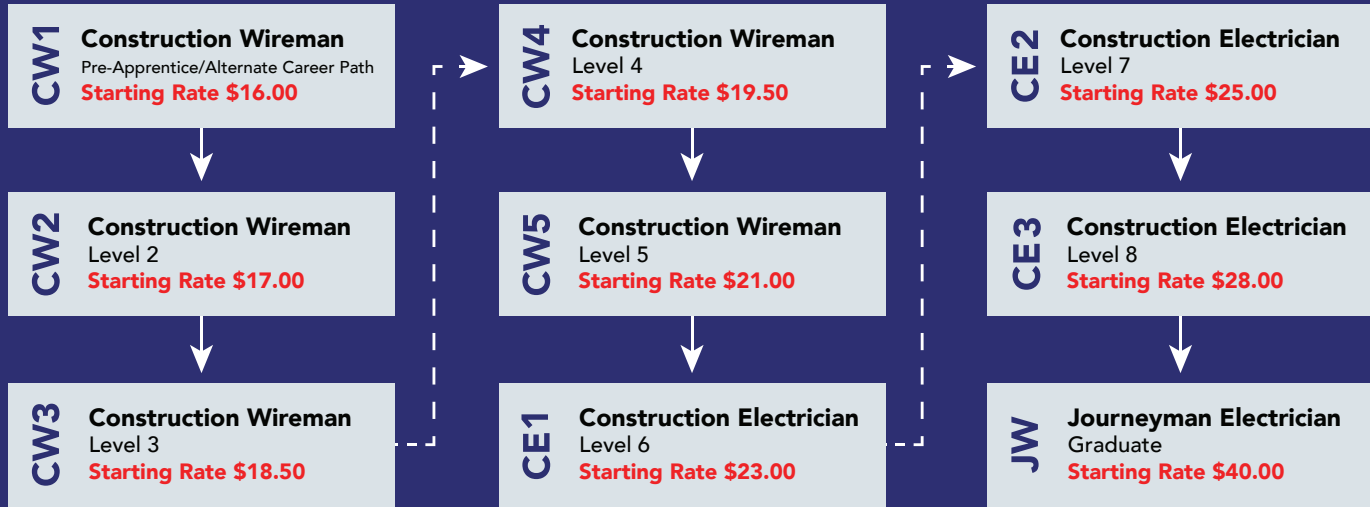 CW1
Construction Wireman
Pre-Apprentice/Alternate Career Path
Starting Rate $16.00
CW2
Construction Wireman
Level 2
Starting Rate $17.00
CW3
Construction Wireman
Level 3
Starting Rate $18.50
CW4
Construction Wireman
Level 4
Starting Rate $19.50
CW5
Construction Wireman
Level 5
Starting Rate $21.00
CE1
Construction Electrician
Level 6
Starting Rate $23.00
CE2
Construction Electrician
Level 7
Starting Rate $25.00
CE3
Construction Electrician
Level 8
Starting Rate $28.00
JW
Journeyman Electrician
Graduate
Starting Rate $40.00